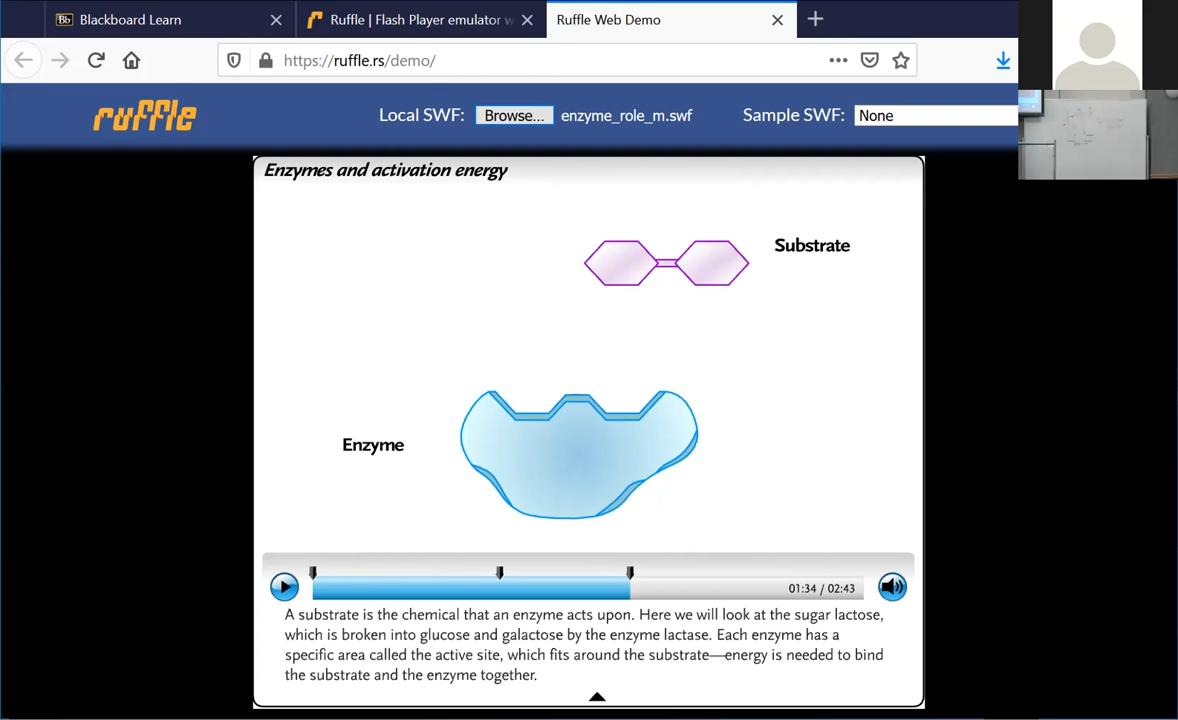 Blackboard Learn
Ruffle | Flash Player emulator w
Ruffle Web Demo
https://ruffle.rs/demo/
ruffle
Local SWF: Browse... enzyme_role_m.swf Sample SWF: None
Enzymes and activation energy
Substrate
Enzyme
01:34 / 02:43
A substrate is the chemical that an enzyme acts upon. Here we will look at the sugar lactose,
which is broken into glucose and galactose by the enzyme lactase. Each enzyme has a
specific area called the active site, which fits around the substrate—energy is needed to bind
the substrate and the enzyme together.